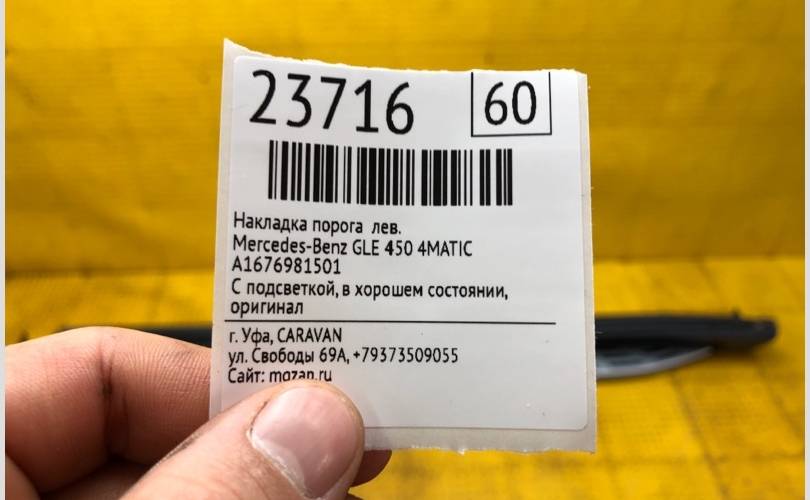 23716
60
Накладка порога лев.
Mercedes-Benz GLE 450 4MATIC
A1676981501
С подсветкой, в хорошем состоянии,
оригинал
г. Уфа, CARAVAN
ул. Свободы 69А, +79373509055
Сайт: mqzap.ru